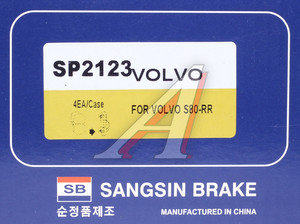 SP2123 VOLVO
4EA/Case
FOR VOLVO S80-RR
SB SANGSIN BRAKE
순정품제조
MANUFACTURED IN CHINA